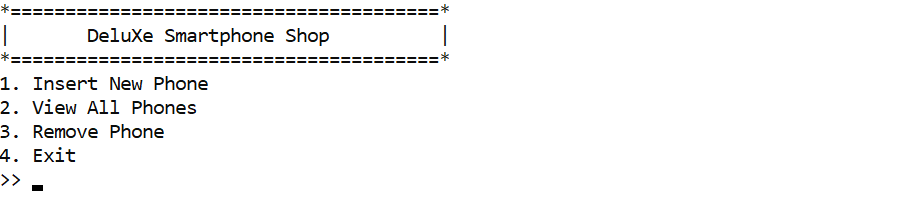 *=======================================*
|       DeluXe Smartphone Shop          |
*=======================================*
1. Insert New Phone
2. View All Phones
3. Remove Phone
4. Exit
>>